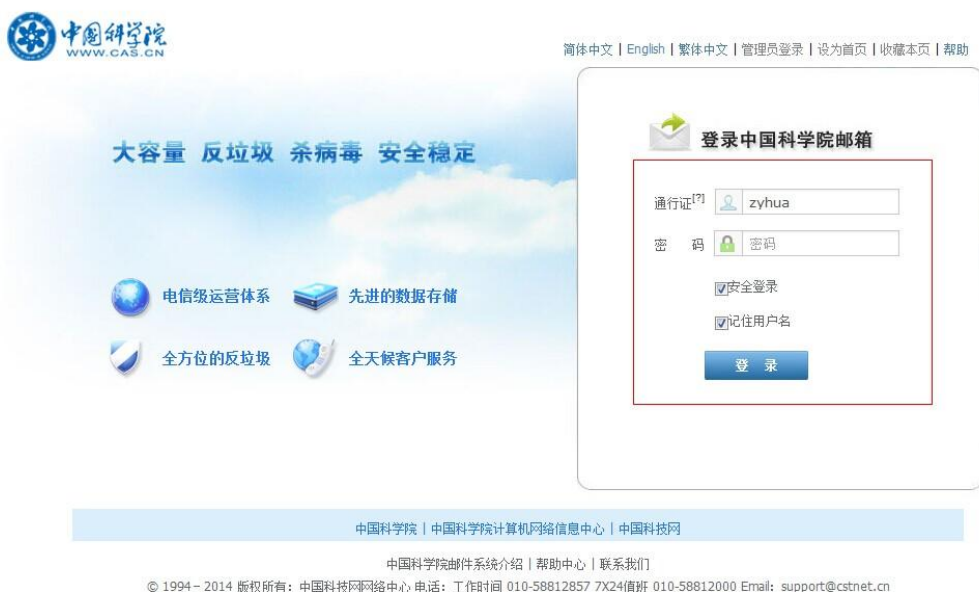 中国科学院
WWW.CAS.CN
简体中文 | English | 繁体中文 | 管理员登录 | 设为首页 | 收藏本页 | 帮助
大容量 反垃圾 杀病毒 安全稳定
登录中国科学院邮箱
通行证[?] zyhua
密 码 密码
安全登录
记住用户名
登 录
电信级运营体系 先进的数据存储
全方位的反垃圾 全天候客户服务
中国科学院 | 中国科学院计算机网络信息中心 | 中国科技网
中国科学院邮件系统介绍 | 帮助中心 | 联系我们
© 1994－2014 版权所有：中国科技网网络中心 电话：工作时间 010-58812857 7X24值班 010-58812000 Email: support@cstnet.cn